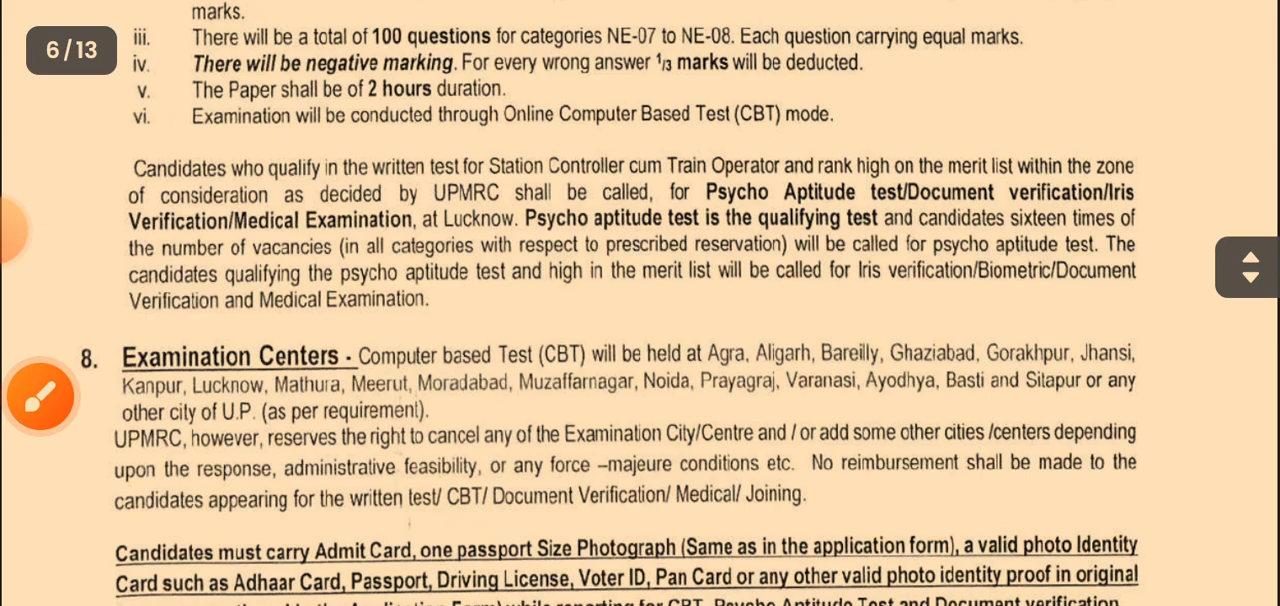 marks.
6/13
iii. There will be a total of 100 questions for categories NE-07 to NE-08. Each question carrying equal marks.
iv. There will be negative marking. For every wrong answer 1/3 marks will be deducted.
v. The Paper shall be of 2 hours duration.
vi. Examination will be conducted through Online Computer Based Test (CBT) mode.
Candidates who qualify in the written test for Station Controller cum Train Operator and rank high on the merit list within the zone
of consideration as decided by UPMRC shall be called, for Psycho Aptitude test/Document verification/Iris
Verification/Medical Examination, at Lucknow. Psycho aptitude test is the qualifying test and candidates sixteen times of
the number of vacancies (in all categories with respect to prescribed reservation) will be called for psycho aptitude test. The
candidates qualifying the psycho aptitude test and high in the merit list will be called for Iris verification/Biometric/Document
Verification and Medical Examination.
8. Examination Centers - Computer based Test (CBT) will be held at Agra, Aligarh, Bareilly, Ghaziabad, Gorakhpur, Jhansi,
Kanpur, Lucknow, Mathura, Meerut, Moradabad, Muzaffarnagar, Noida, Prayagraj, Varanasi, Ayodhya, Basti and Sitapur or any
other city of U.P. (as per requirement).
UPMRC, however, reserves the right to cancel any of the Examination City/Centre and / or add some other cities /centers depending
upon the response, administrative feasibility, or any force –majeure conditions etc. No reimbursement shall be made to the
candidates appearing for the written test/ CBT/ Document Verification/ Medical/ Joining.
Candidates must carry Admit Card, one passport Size Photograph (Same as in the application form), a valid photo Identity
Card such as Adhaar Card, Passport, Driving License, Voter ID, Pan Card or any other valid photo identity proof in original
while reporting for CBT, Psycho Aptitude Test and Document verification